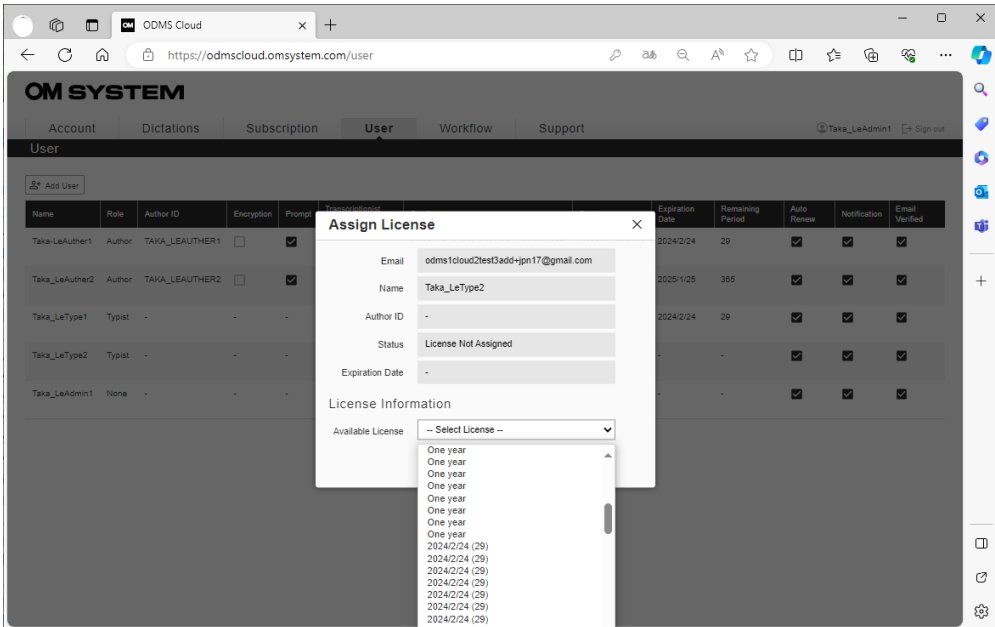 OM ODMS Cloud
https://odmscloud.omsystem.com/user
OM SYSTEM
Account Dictations Subscription User Workflow Support Taka_LeAdmin1 Sign out
User
Add User
Name Role Author ID Encryption Prompt Transcriptionist Expiration Date Remaining Period Auto Renew Notification Email Verified
Taka-LeAuther1 Author TAKA_LEAUTHER1 2024/2/24 29
Taka_LeAuther2 Author TAKA_LEAUTHER2 2025/1/25 365
Taka_LeType1 Typist - - - 2024/2/24 29
Taka_LeType2 Typist - - - - -
Taka_LeAdmin1 None - - - - -
Assign License
Email odms1cloud2test3add+jpn17@gmail.com
Name Taka_LeType2
Author ID -
Status License Not Assigned
Expiration Date -
License Information
Available License -- Select License --
One year
One year
One year
One year
One year
One year
One year
One year
2024/2/24 (29)
2024/2/24 (29)
2024/2/24 (29)
2024/2/24 (29)
2024/2/24 (29)
2024/2/24 (29)
2024/2/24 (29)